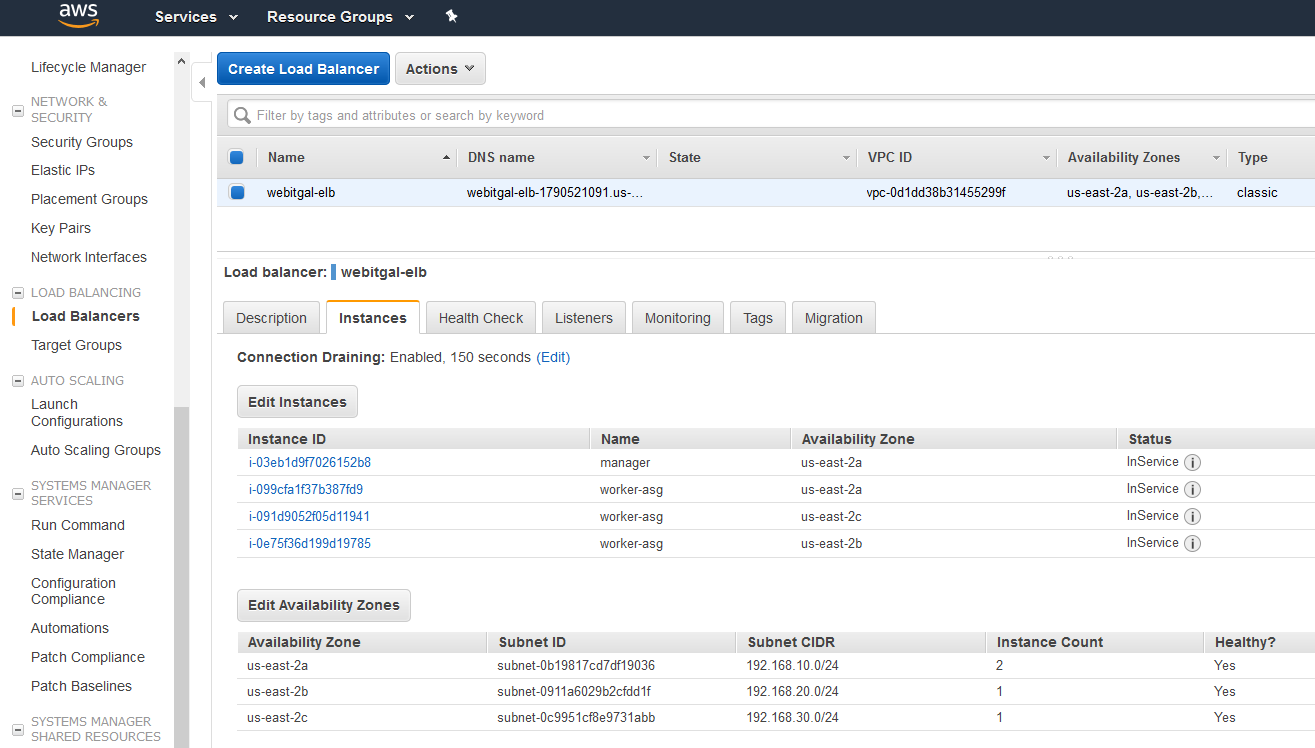 aws Services Resource Groups
Lifecycle Manager
NETWORK &
SECURITY
Security Groups
Elastic IPs
Placement Groups
Key Pairs
Network Interfaces
LOAD BALANCING
Load Balancers
Target Groups
AUTO SCALING
Launch
Configurations
Auto Scaling Groups
SYSTEMS MANAGER
SERVICES
Run Command
State Manager
Configuration
Compliance
Automations
Patch Compliance
Patch Baselines
SYSTEMS MANAGER
SHARED RESOURCES
Create Load Balancer Actions
Filter by tags and attributes or search by keyword
Name DNS name State VPC ID Availability Zones Type
webitgal-elb webitgal-elb-1790521091.us-... vpc-0d1dd38b31455299f us-east-2a, us-east-2b,... classic
Load balancer: webitgal-elb
Description Instances Health Check Listeners Monitoring Tags Migration
Connection Draining: Enabled, 150 seconds (Edit)
Edit Instances
Instance ID Name Availability Zone Status
i-03eb1d9f7026152b8 manager us-east-2a InService
i-099cfa1f37b387fd9 worker-asg us-east-2a InService
i-091d9052f05d11941 worker-asg us-east-2c InService
i-0e75f36d199d19785 worker-asg us-east-2b InService
Edit Availability Zones
Availability Zone Subnet ID Subnet CIDR Instance Count Healthy?
us-east-2a subnet-0b19817cd7df19036 192.168.10.0/24 2 Yes
us-east-2b subnet-0911a6029b2cfdd1f 192.168.20.0/24 1 Yes
us-east-2c subnet-0c9951cf8e9731abb 192.168.30.0/24 1 Yes